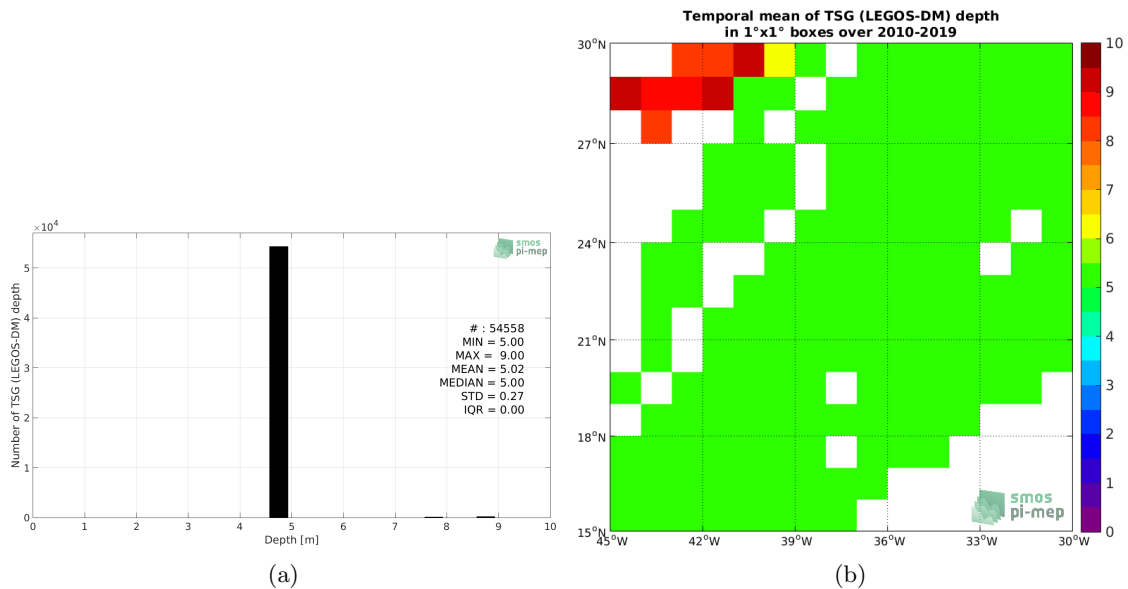 ×10⁴
5
4
3
2
1
0
Number of TSG (LEGOS-DM) depth
smos
pi-mep
# : 54558
MIN = 5.00
MAX = 9.00
MEAN = 5.02
MEDIAN = 5.00
STD = 0.27
IQR = 0.00
0 1 2 3 4 5 6 7 8 9 10
Depth [m]
(a)
Temporal mean of TSG (LEGOS-DM) depth
in 1°x1° boxes over 2010-2019
30°N
27°N
24°N
21°N
18°N
15°N
45°W 42°W 39°W 36°W 33°W 30°W
smos
pi-mep
10
9
8
7
6
5
4
3
2
1
0
(b)